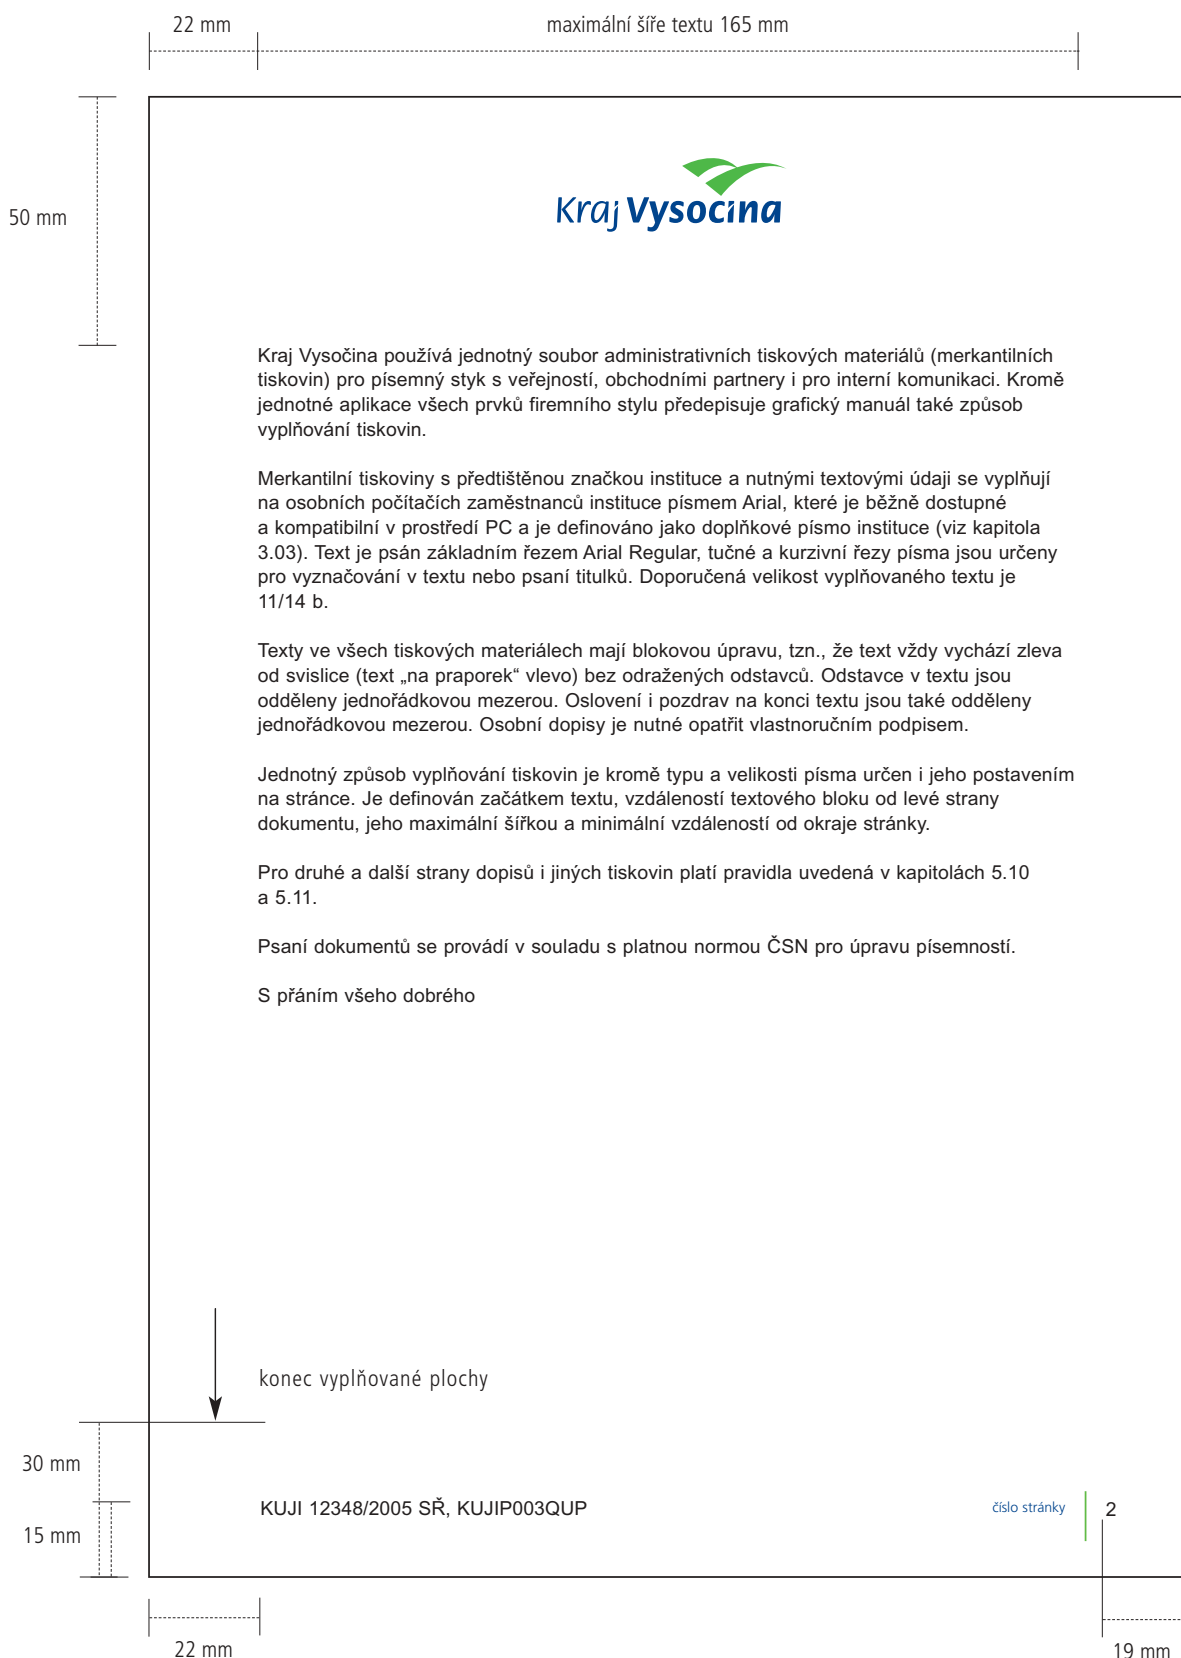 22 mm
maximální šíře textu 165 mm
50 mm
Kraj Vysočina
Kraj Vysočina používá jednotný soubor administrativních tiskových materiálů (merkantilních
tiskovin) pro písemný styk s veřejností, obchodními partnery i pro interní komunikaci. Kromě
jednotné aplikace všech prvků firemního stylu předepisuje grafický manuál také způsob
vyplňování tiskovin.
Merkantilní tiskoviny s předtištěnou značkou instituce a nutnými textovými údaji se vyplňují
na osobních počítačích zaměstnanců instituce písmem Arial, které je běžně dostupné
a kompatibilní v prostředí PC a je definováno jako doplňkové písmo instituce (viz kapitola
3.03). Text je psán základním řezem Arial Regular, tučné a kurzivní řezy písma jsou určeny
pro vyznačování v textu nebo psaní titulků. Doporučená velikost vyplňovaného textu je
11/14 b.
Texty ve všech tiskových materiálech mají blokovou úpravu, tzn., že text vždy vychází zleva
od svislice (text „na praporek“ vlevo) bez odražených odstavců. Odstavce v textu jsou
odděleny jednořádkovou mezerou. Oslovení i pozdrav na konci textu jsou také odděleny
jednořádkovou mezerou. Osobní dopisy je nutné opatřit vlastnoručním podpisem.
Jednotný způsob vyplňování tiskovin je kromě typu a velikosti písma určen i jeho postavením
na stránce. Je definován začátkem textu, vzdáleností textového bloku od levé strany
dokumentu, jeho maximální šířkou a minimální vzdáleností od okraje stránky.
Pro druhé a další strany dopisů i jiných tiskovin platí pravidla uvedená v kapitolách 5.10
a 5.11.
Psaní dokumentů se provádí v souladu s platnou normou ČSN pro úpravu písemností.
S přáním všeho dobrého
konec vyplňované plochy
30 mm
KUJI 12348/2005 SŘ, KUJIP003QUP
číslo stránky
2
15 mm
22 mm
19 mm